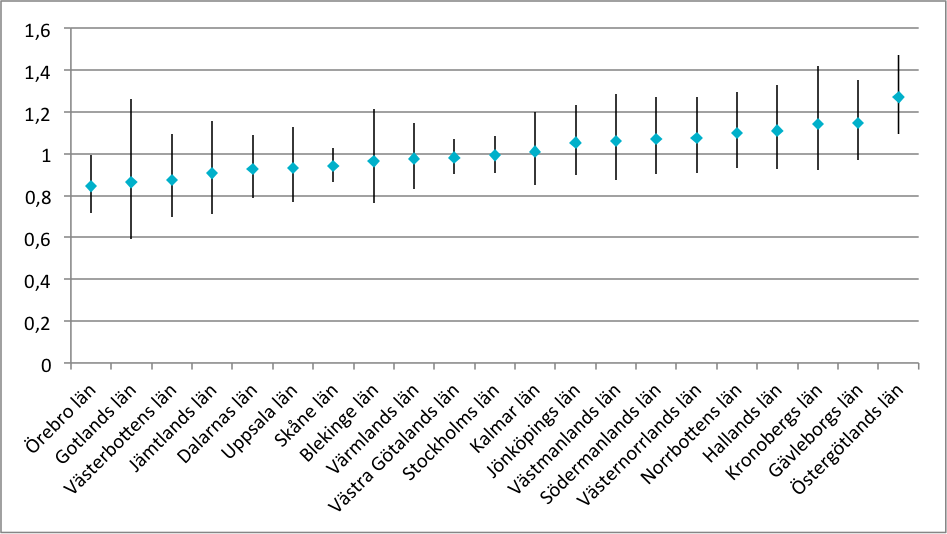 1,6
1,4
1,2
1
0,8
0,6
0,4
0,2
0
Örebro län
Gotlands län
Västerbottens län
Jämtlands län
Dalarnas län
Uppsala län
Skåne län
Blekinge län
Värmlands län
Västra Götalands län
Stockholms län
Kalmar län
Jönköpings län
Västmanlands län
Södermanlands län
Västernorrlands län
Norrbottens län
Hallands län
Kronobergs län
Gävleborgs län
Östergötlands län